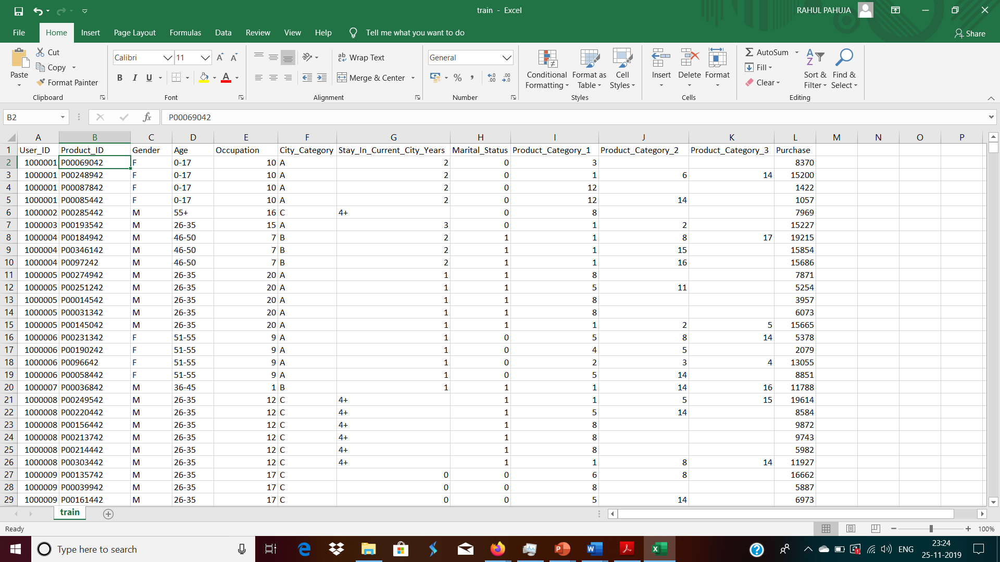 train - Excel
RAHUL PAHUJA
File Home Insert Page Layout Formulas Data Review View Help Tell me what you want to do
Share
Paste
Cut
Copy
Format Painter
Clipboard
Calibri 11 A A
B I U A
Font
ab Wrap Text
Merge & Center
Alignment
General
% , .00 .00
Number
Conditional Formatting
Format as Table
Cell Styles
Styles
Insert Delete Format
Cells
AutoSum
Fill
Clear
Sort & Filter
Find & Select
Editing
B2 fx P00069042
A B C D E F G H I J K L M N O P
1 User_ID Product_ID Gender Age Occupation City_Category Stay_In_Current_City_Years Marital_Status Product_Category_1 Product_Category_2 Product_Category_3 Purchase
2 1000001 P00069042 F 0-17 10 A 2 0 3 8370
3 1000001 P00248942 F 0-17 10 A 2 0 1 6 14 15200
4 1000001 P00087842 F 0-17 10 A 2 0 12 1422
5 1000001 P00085442 F 0-17 10 A 2 0 12 14 1057
6 1000002 P00285442 M 55+ 16 C 4+ 0 8 7969
7 1000003 P00193542 M 26-35 15 A 3 0 1 2 15227
8 1000004 P00184942 M 46-50 7 B 2 1 1 8 17 19215
9 1000004 P00346142 M 46-50 7 B 2 1 1 15 15854
10 1000004 P0097242 M 46-50 7 B 2 1 1 16 15686
11 1000005 P00274942 M 26-35 20 A 1 1 8 7871
12 1000005 P00251242 M 26-35 20 A 1 1 5 11 5254
13 1000005 P00014542 M 26-35 20 A 1 1 8 3957
14 1000005 P00031342 M 26-35 20 A 1 1 8 6073
15 1000005 P00145042 M 26-35 20 A 1 1 1 2 5 15665
16 1000006 P00231342 F 51-55 9 A 1 0 5 8 14 5378
17 1000006 P00190242 F 51-55 9 A 1 0 4 5 2079
18 1000006 P0096642 F 51-55 9 A 1 0 2 3 4 13055
19 1000006 P00058442 F 51-55 9 A 1 0 5 14 8851
20 1000007 P00036842 M 36-45 1 B 1 1 1 14 16 11788
21 1000008 P00249542 M 26-35 12 C 4+ 1 1 5 15 19614
22 1000008 P00220442 M 26-35 12 C 4+ 1 5 14 8584
23 1000008 P00156442 M 26-35 12 C 4+ 1 8 9872
24 1000008 P00213742 M 26-35 12 C 4+ 1 8 9743
25 1000008 P00214442 M 26-35 12 C 4+ 1 8 5982
26 1000008 P00303442 M 26-35 12 C 4+ 1 1 8 14 11927
27 1000009 P00135742 M 26-35 17 C 0 0 6 8 16662
28 1000009 P00039942 M 26-35 17 C 0 0 8 5887
29 1000009 P00161442 M 26-35 17 C 0 0 5 14 6973
train
Ready
100%
Type here to search
ENG
23:24
25-11-2019